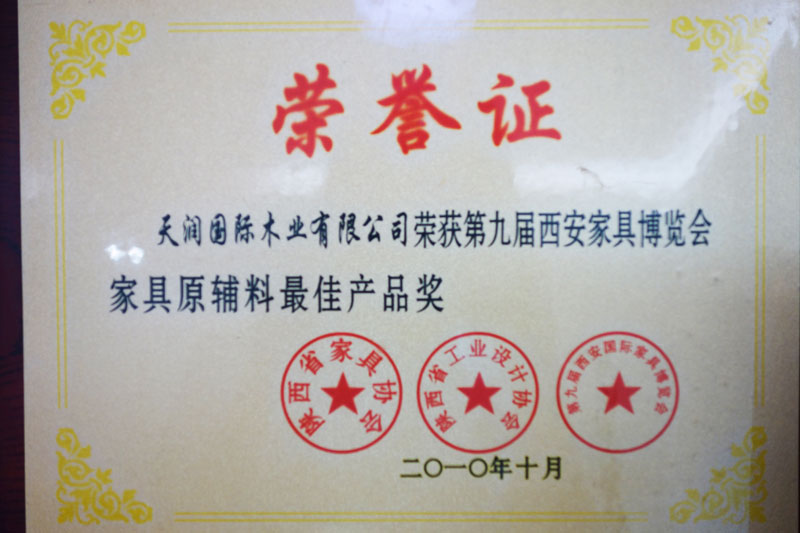 荣誉证
天润国际木业有限公司荣获第九届西安家具博览会
家具原辅料最佳产品奖
陕西省家具协会
陕西省工业设计协会
第九届西安国际家具博览会
二〇一〇年十月